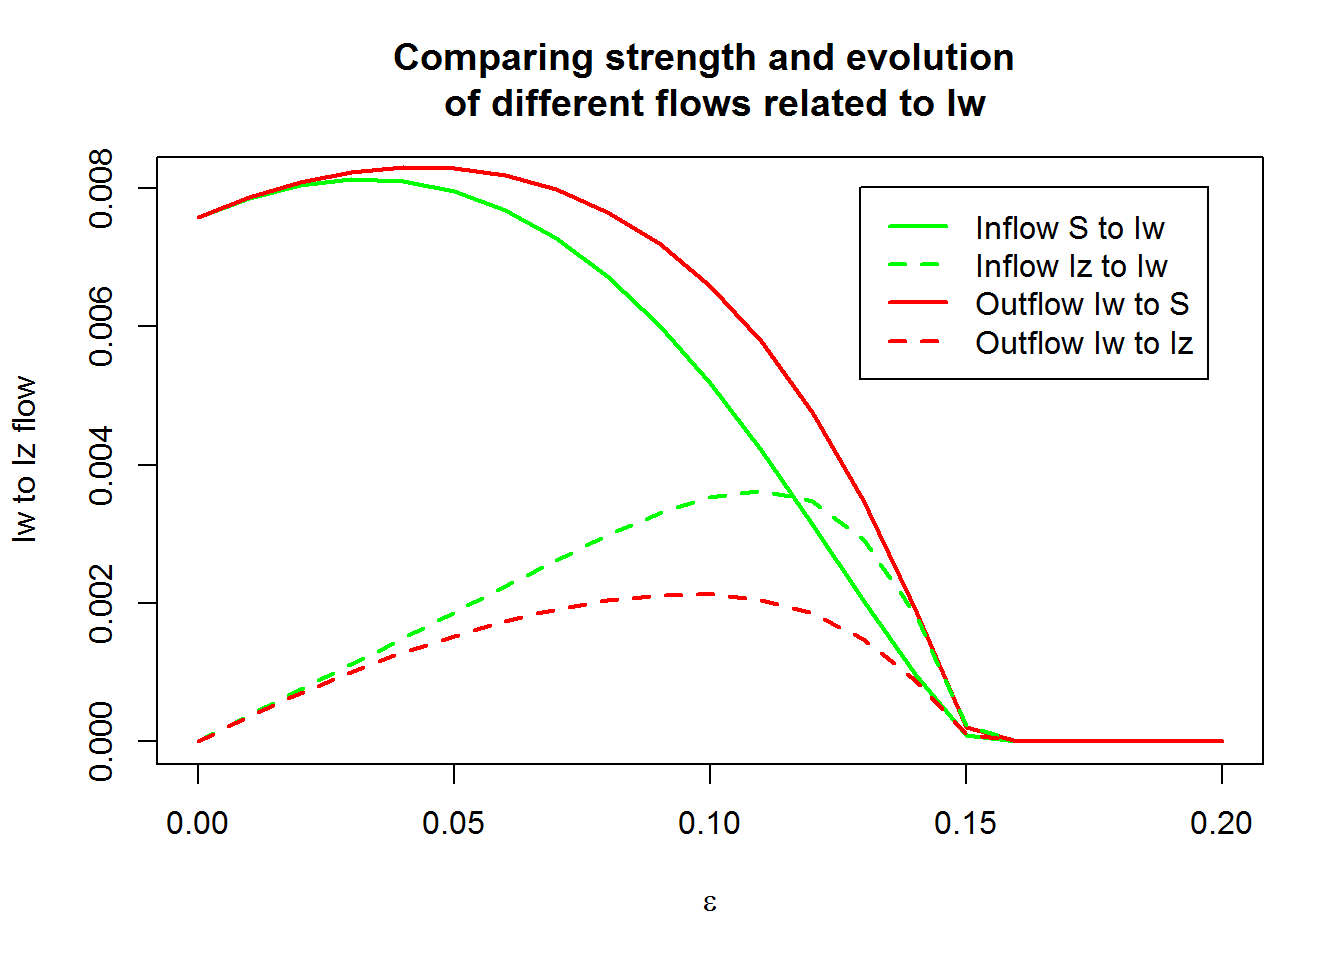 Comparing strength and evolution
of different flows related to Iw
Iw to Iz flow
0.008
0.006
0.004
0.002
0.000
Inflow S to Iw
Inflow Iz to Iw
Outflow Iw to S
Outflow Iw to Iz
0.00 0.05 0.10 0.15 0.20
ε